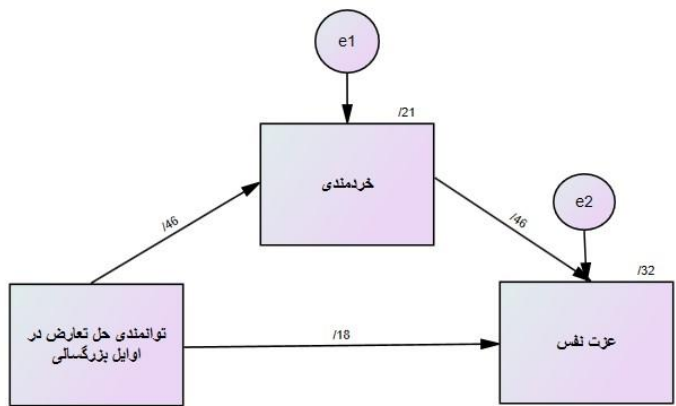 e1
/21
خردمندی
/46
/46
e2
/32
توانمندی حل تعارض در
اوایل بزرگسالی
/18
عزت نفس